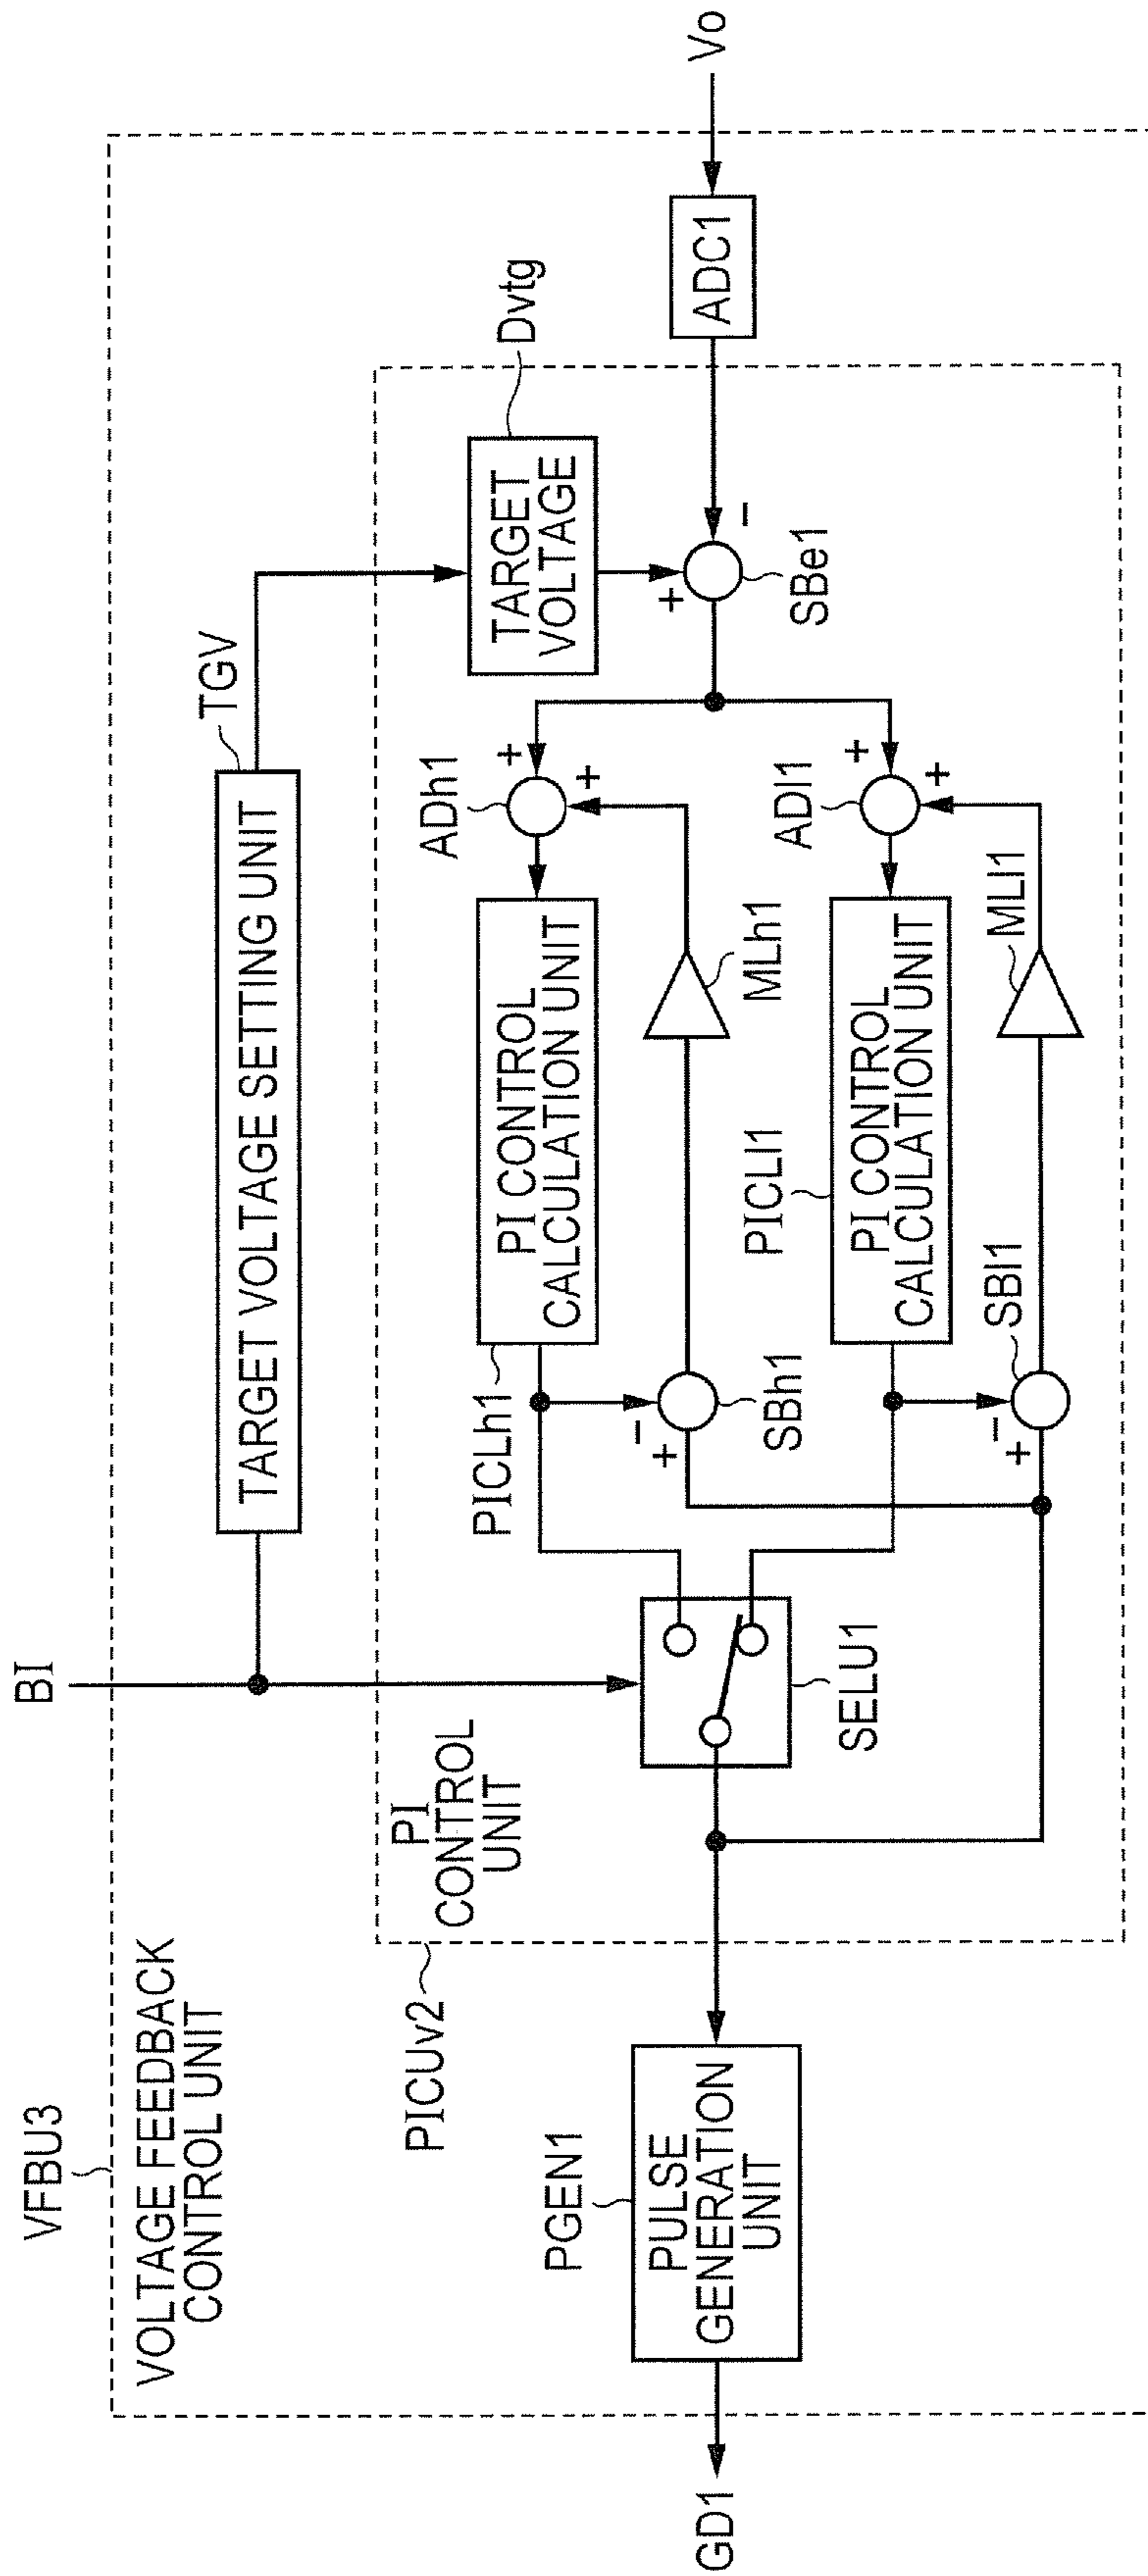 VFBU3
VOLTAGE FEEDBACK
CONTROL UNIT
BI
TARGET VOLTAGE SETTING UNIT
TGV
PICUv2
PI
CONTROL
UNIT
PICLh1
PI CONTROL
CALCULATION UNIT
ADh1
+
+
TARGET
VOLTAGE
Dvtg
PGEN1
PULSE
GENERATION
UNIT
GD1
SELU1
-
+
SBh1
MLh1
+
-
SBe1
ADC1
Vo
PICLl1
PI CONTROL
CALCULATION UNIT
ADl1
+
+
-
+
SBl1
MLl1